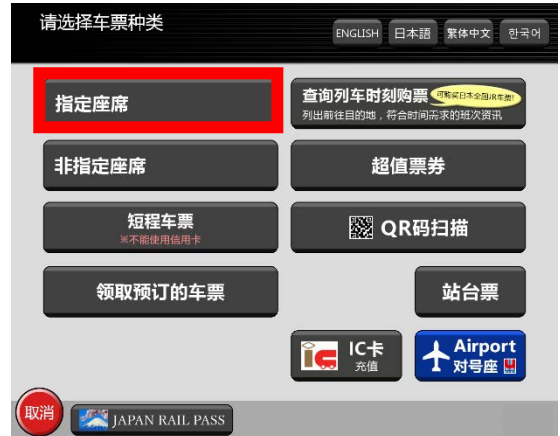 请选择车票种类
ENGLISH
日本語
繁体中文
한국어
指定座席
查询列车时刻购票
可购买日本全国JR车票!
列出前往目的地，符合时间需求的班次资讯
非指定座席
超值票券
短程车票
※不能使用信用卡
QR码扫描
领取预订的车票
站台票
IC卡
充值
Airport
对号座
取消
JAPAN RAIL PASS